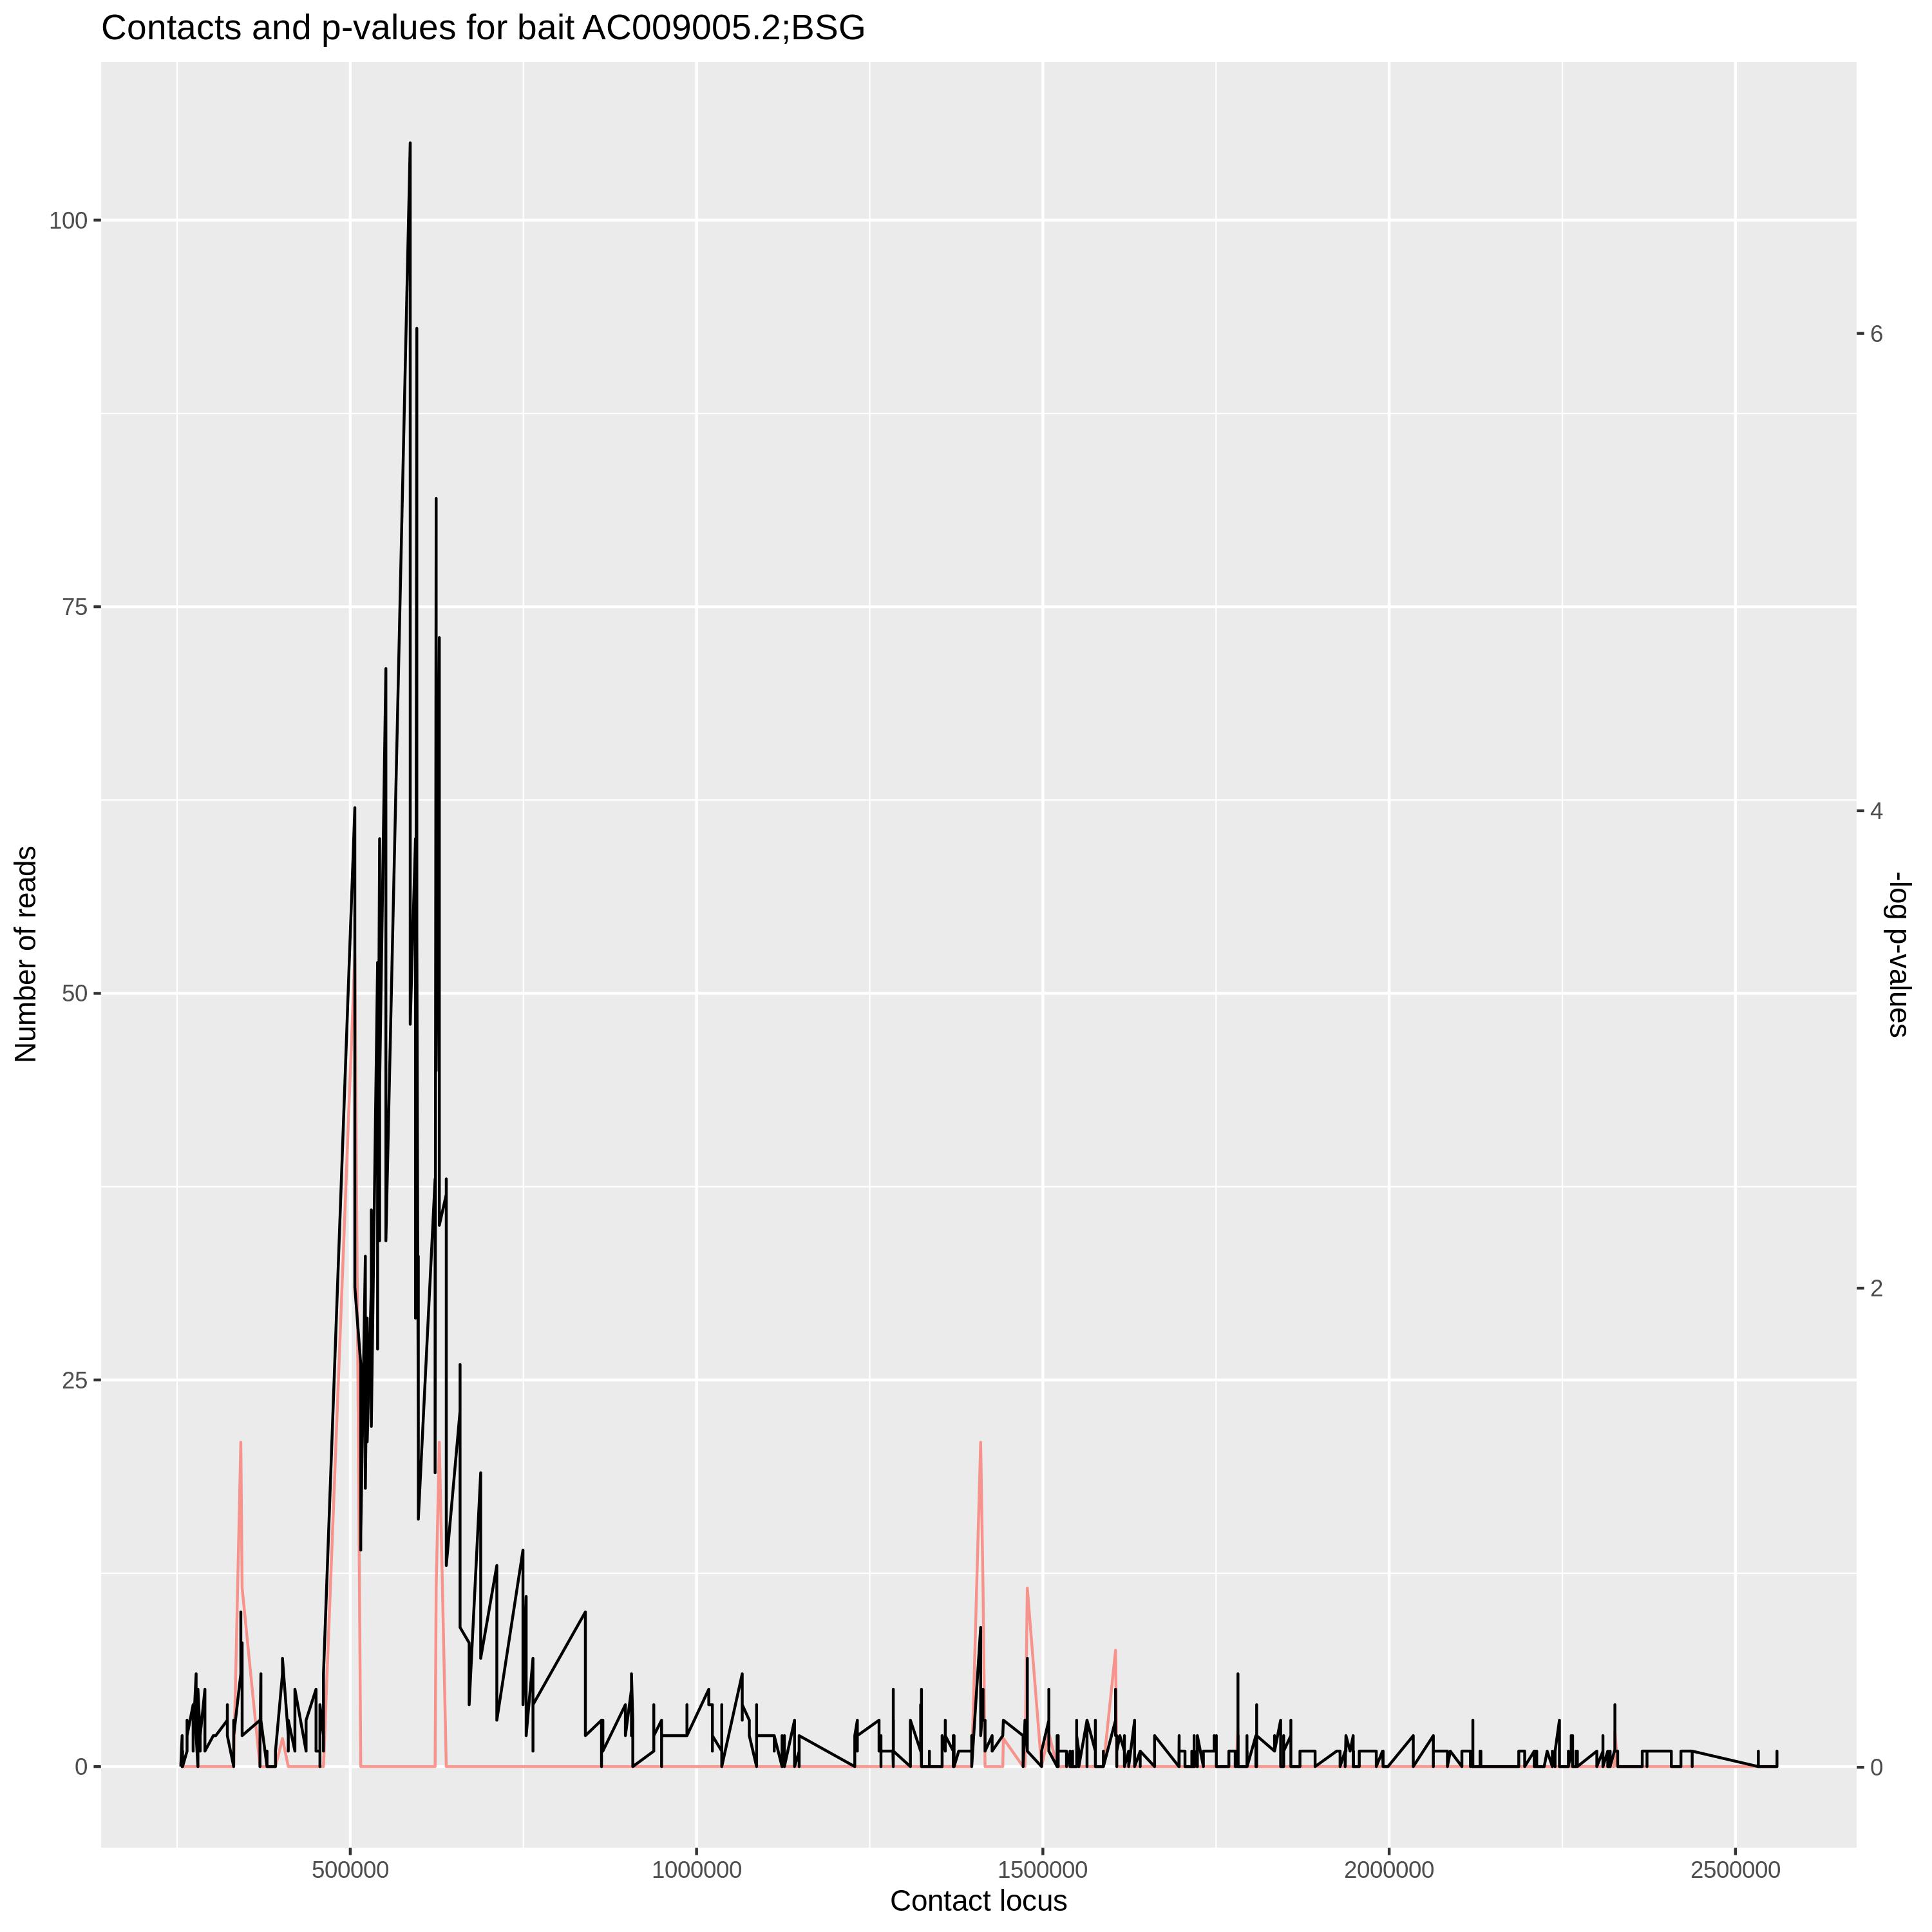 Contacts and p-values for bait AC009005.2;BSG
Number of reads
100
75
50
25
0
6
4
2
0
-log p-values
500000 1000000 1500000 2000000 2500000
Contact locus